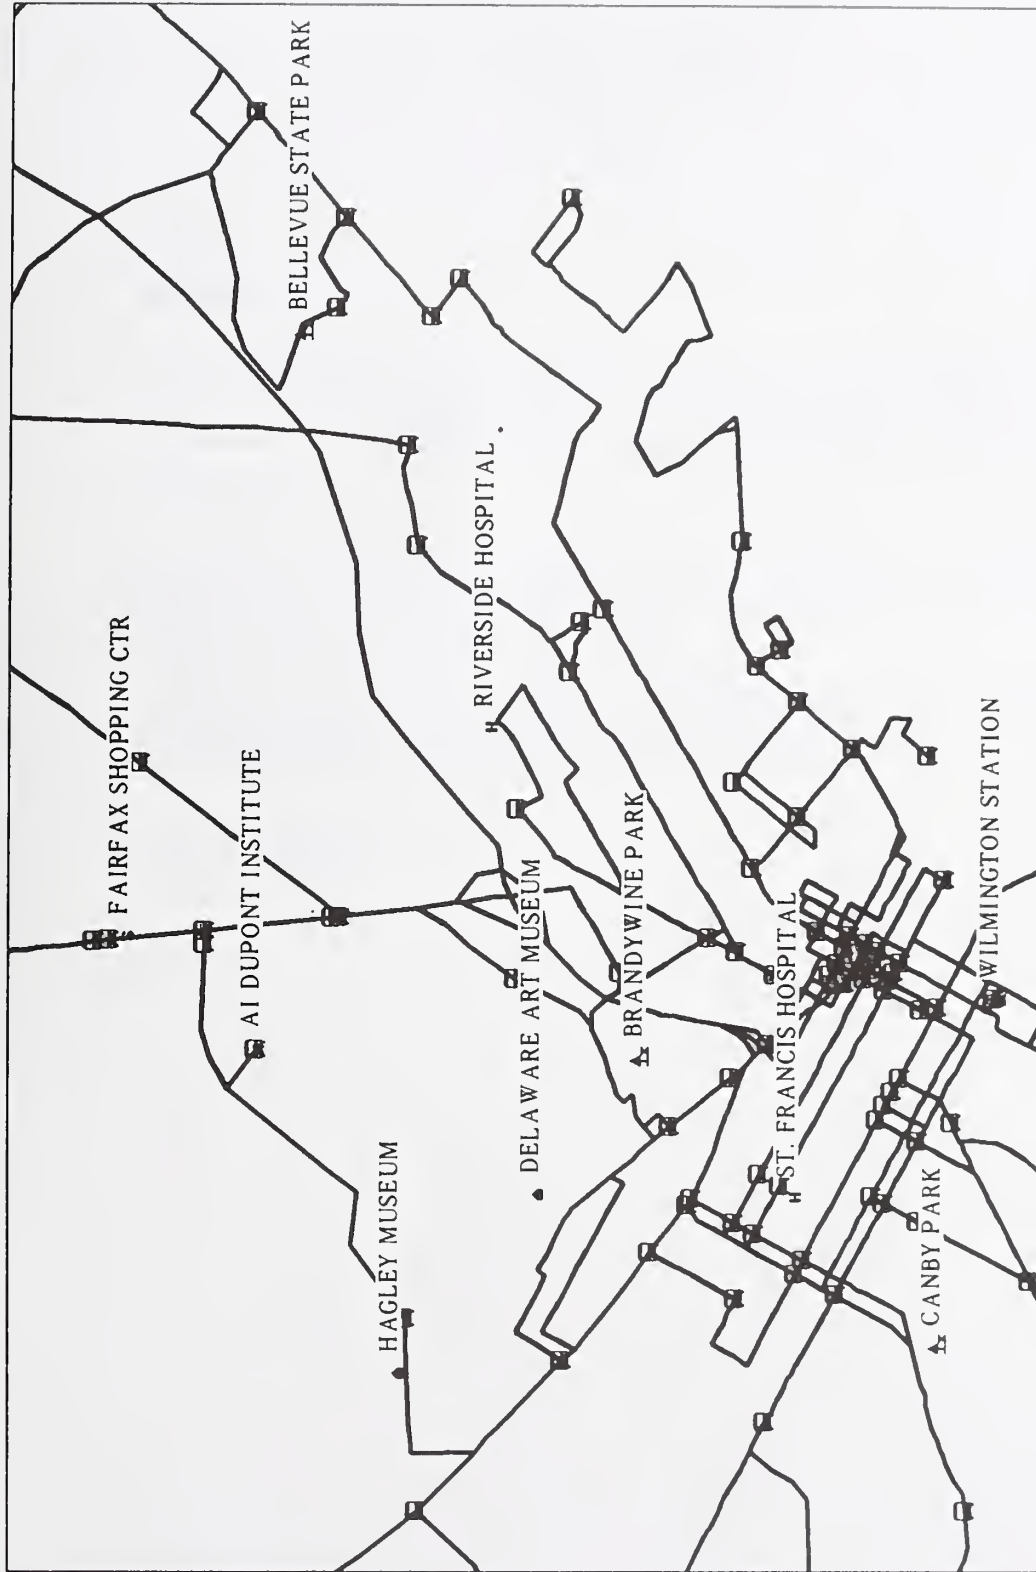 FAIRFAX SHOPPING CTR
AI DUPONT INSTITUTE
HAGLEY MUSEUM
BELLEVUE STATE PARK
RIVERSIDE HOSPITAL
DELAWARE ART MUSEUM
BRANDYWINE PARK
ST. FRANCIS HOSPITAL
CANBY PARK
WILMINGTON STATION